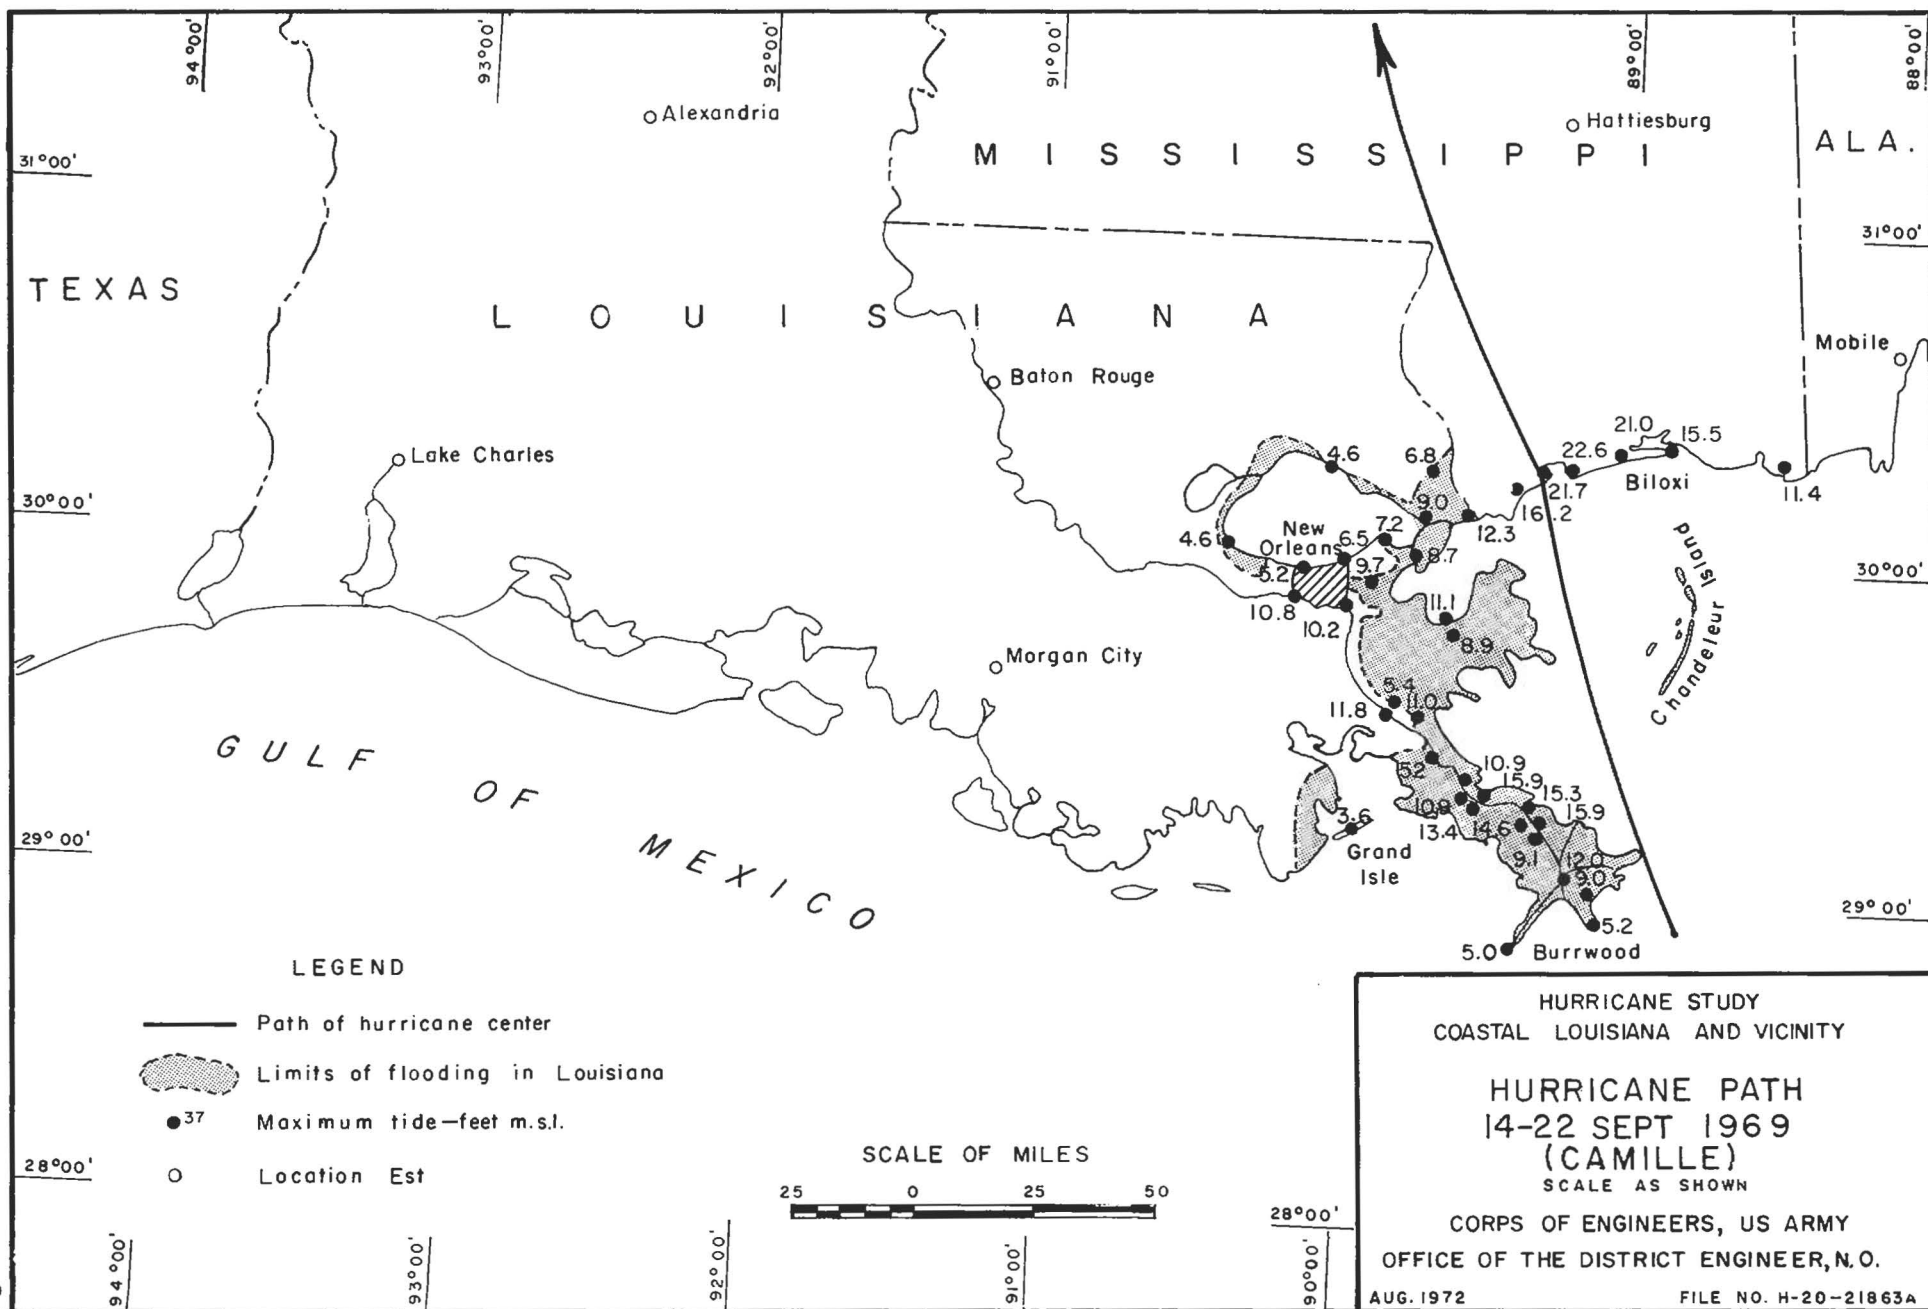 94°00'
93°00'
92°00'
91°00'
89°00'
88°00'
Alexandria
Hattiesburg
MISSISSIPPI
ALA.
31°00'
31°00'
TEXAS
LOUISIANA
Mobile
Baton Rouge
Lake Charles
21.0
15.5
22.6
4.6
6.8
Biloxi
21.7
11.4
16.2
30°00'
9.0
12.3
New
Orleans
7.2
6.5
4.6
8.7
9.7
5.2
30°00'
10.8
10.2
11.1
8.9
Chandeleur Island
Morgan City
5.4
11.0
11.8
GULF OF MEXICO
52
10.9
15.9
15.3
10.8
15.9
3.6
13.4
14.6
29°00'
Grand
Isle
9.1
12.0
9.0
29°00'
5.2
5.0
Burrwood
LEGEND
Path of hurricane center
Limits of flooding in Louisiana
37 Maximum tide—feet m.s.l.
Location Est
28°00'
SCALE OF MILES
25 0 25 50
28°00'
94°00'
93°00'
92°00'
91°00'
90°00'
HURRICANE STUDY
COASTAL LOUISIANA AND VICINITY
HURRICANE PATH
14-22 SEPT 1969
(CAMILLE)
SCALE AS SHOWN
CORPS OF ENGINEERS, US ARMY
OFFICE OF THE DISTRICT ENGINEER, N.O.
AUG. 1972 FILE NO. H-20-21863A